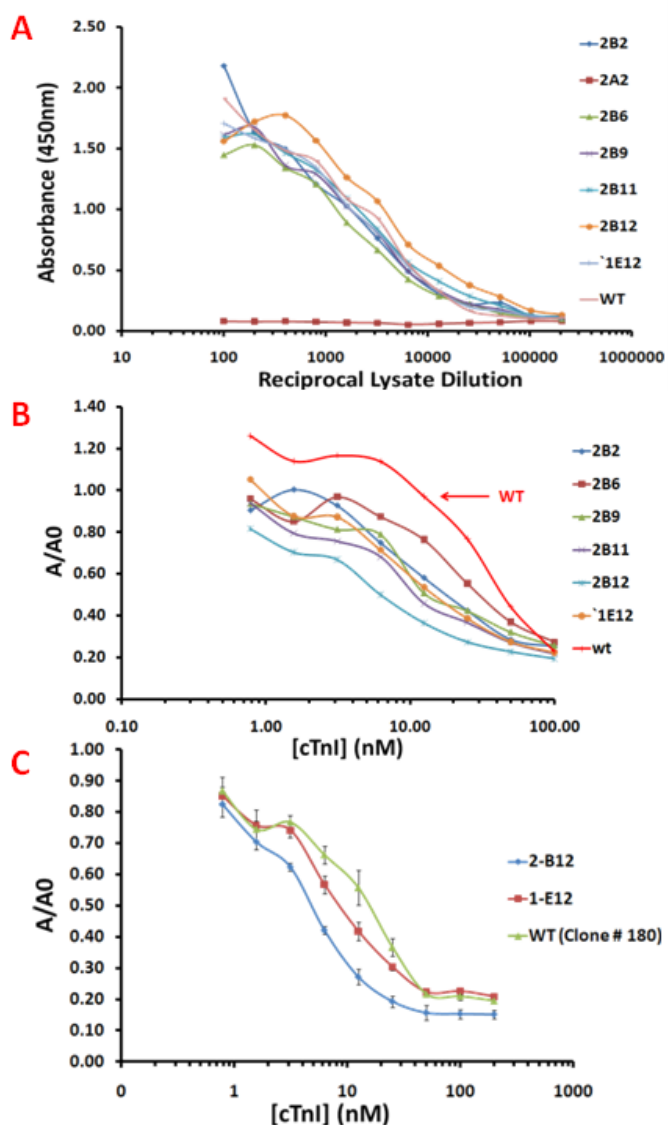 A
Absorbance (450nm)
2.50
2.00
1.50
1.00
0.50
0.00
10
100
1000
10000
100000
1000000
Reciprocal Lysate Dilution
2B2
2A2
2B6
2B9
2B11
2B12
`1E12
WT
B
A/A0
1.40
1.20
1.00
0.80
0.60
0.40
0.20
0.00
0.10
1.00
10.00
100.00
[cTnI] (nM)
WT
2B2
2B6
2B9
2B11
2B12
`1E12
wt
C
A/A0
1.00
0.90
0.80
0.70
0.60
0.50
0.40
0.30
0.20
0.10
0.00
0
1
10
100
1000
[cTnI] (nM)
2-B12
1-E12
WT (Clone # 180)